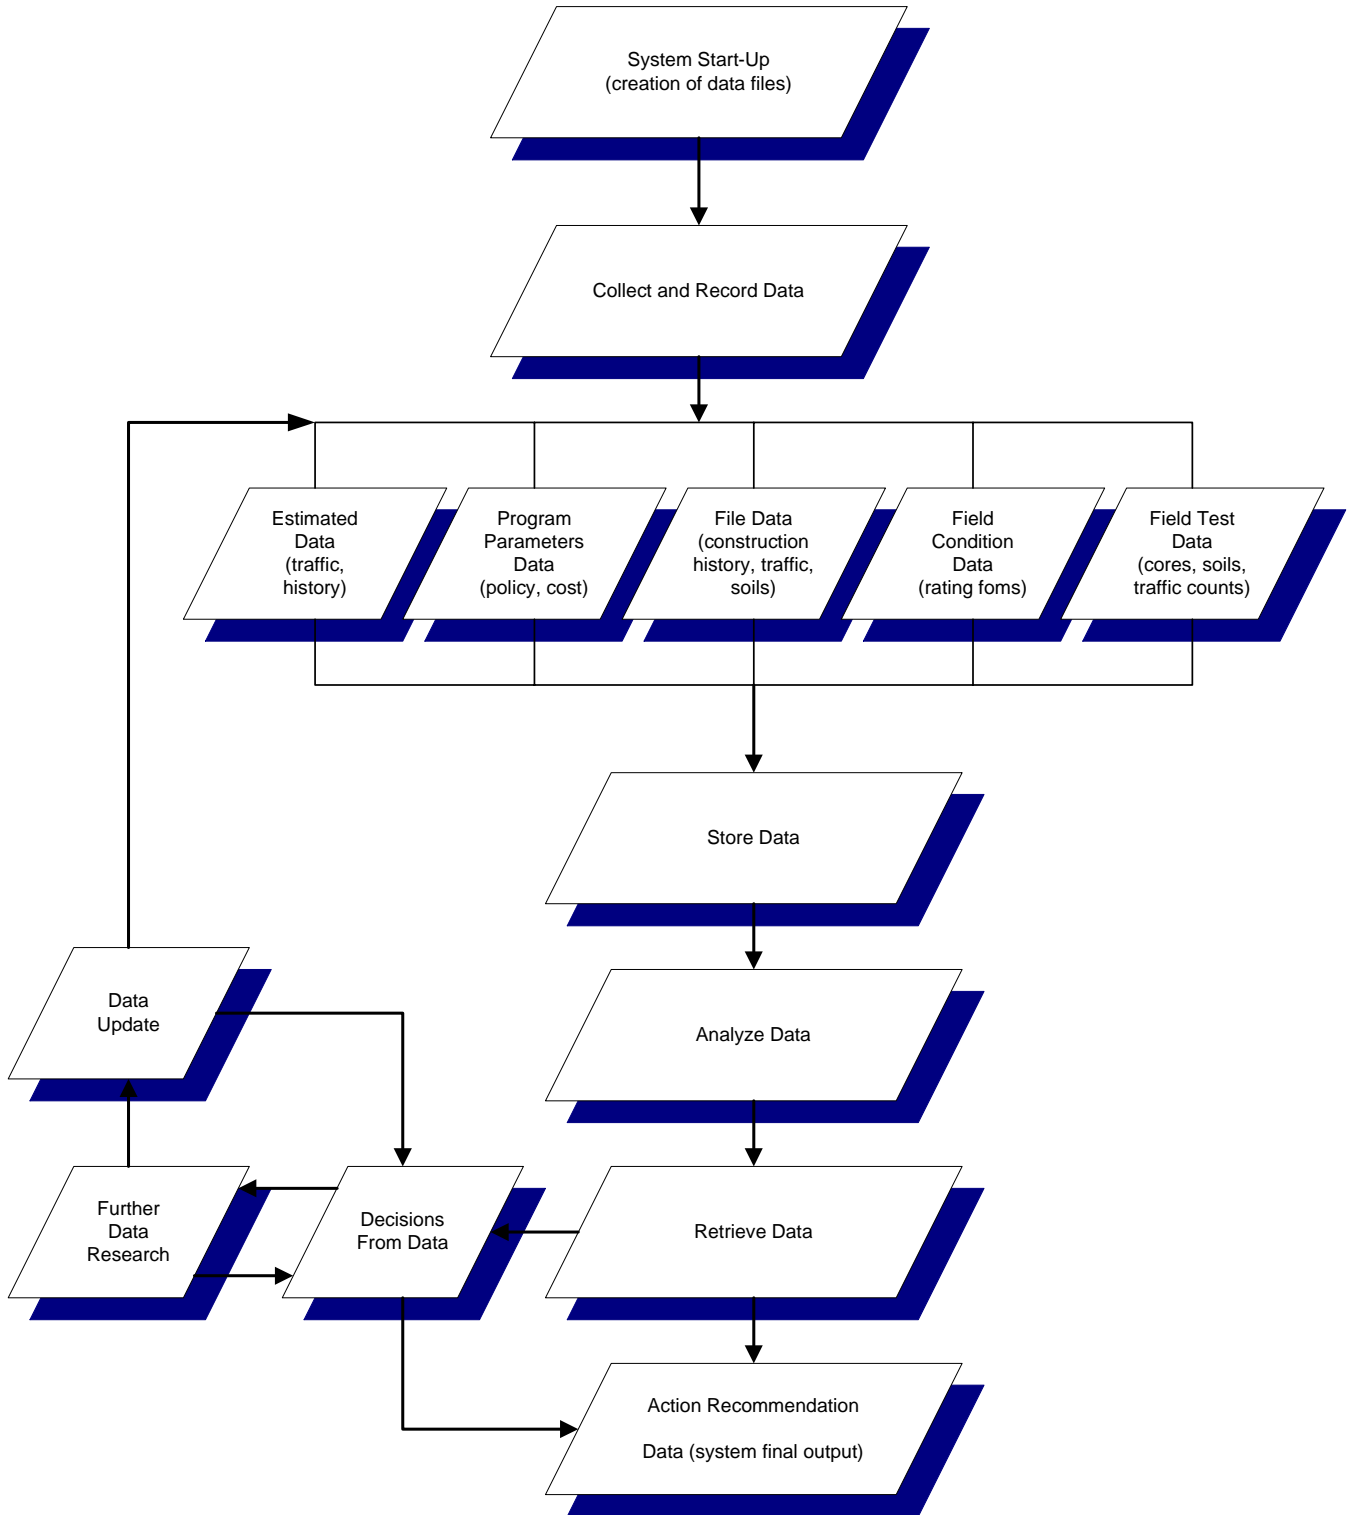 System Start-Up
(creation of data files)
Collect and Record Data
Estimated
Data
(traffic,
history)
Program
Parameters
Data
(policy, cost)
File Data
(construction
history, traffic,
soils)
Field
Condition
Data
(rating foms)
Field Test
Data
(cores, soils,
traffic counts)
Store Data
Data
Update
Analyze Data
Further
Data
Research
Decisions
From Data
Retrieve Data
Action Recommendation
Data (system final output)